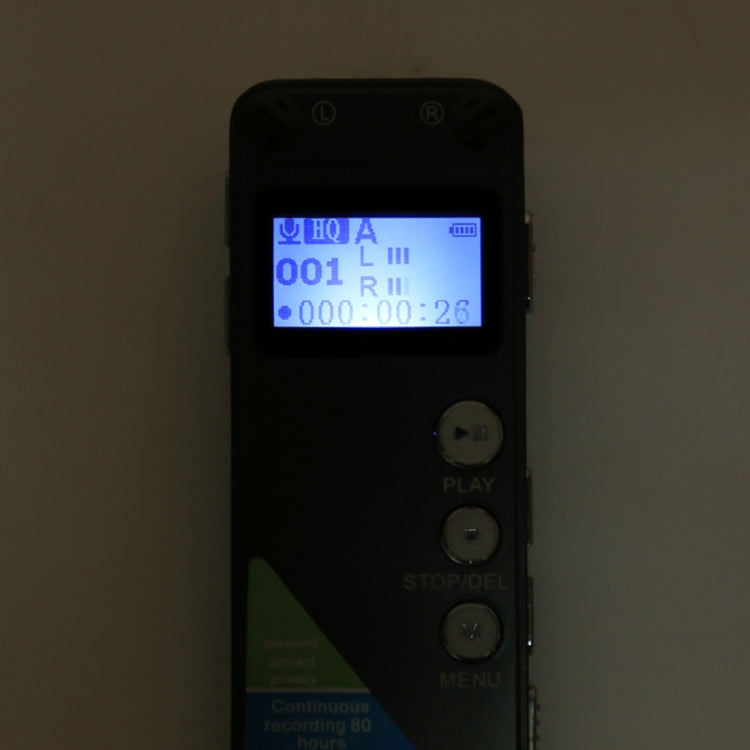 L R
HQ A
001 L
R
000:00:26
PLAY
STOP/DEL
MENU
password
protect
privacy
Continuous
recording 80
hours